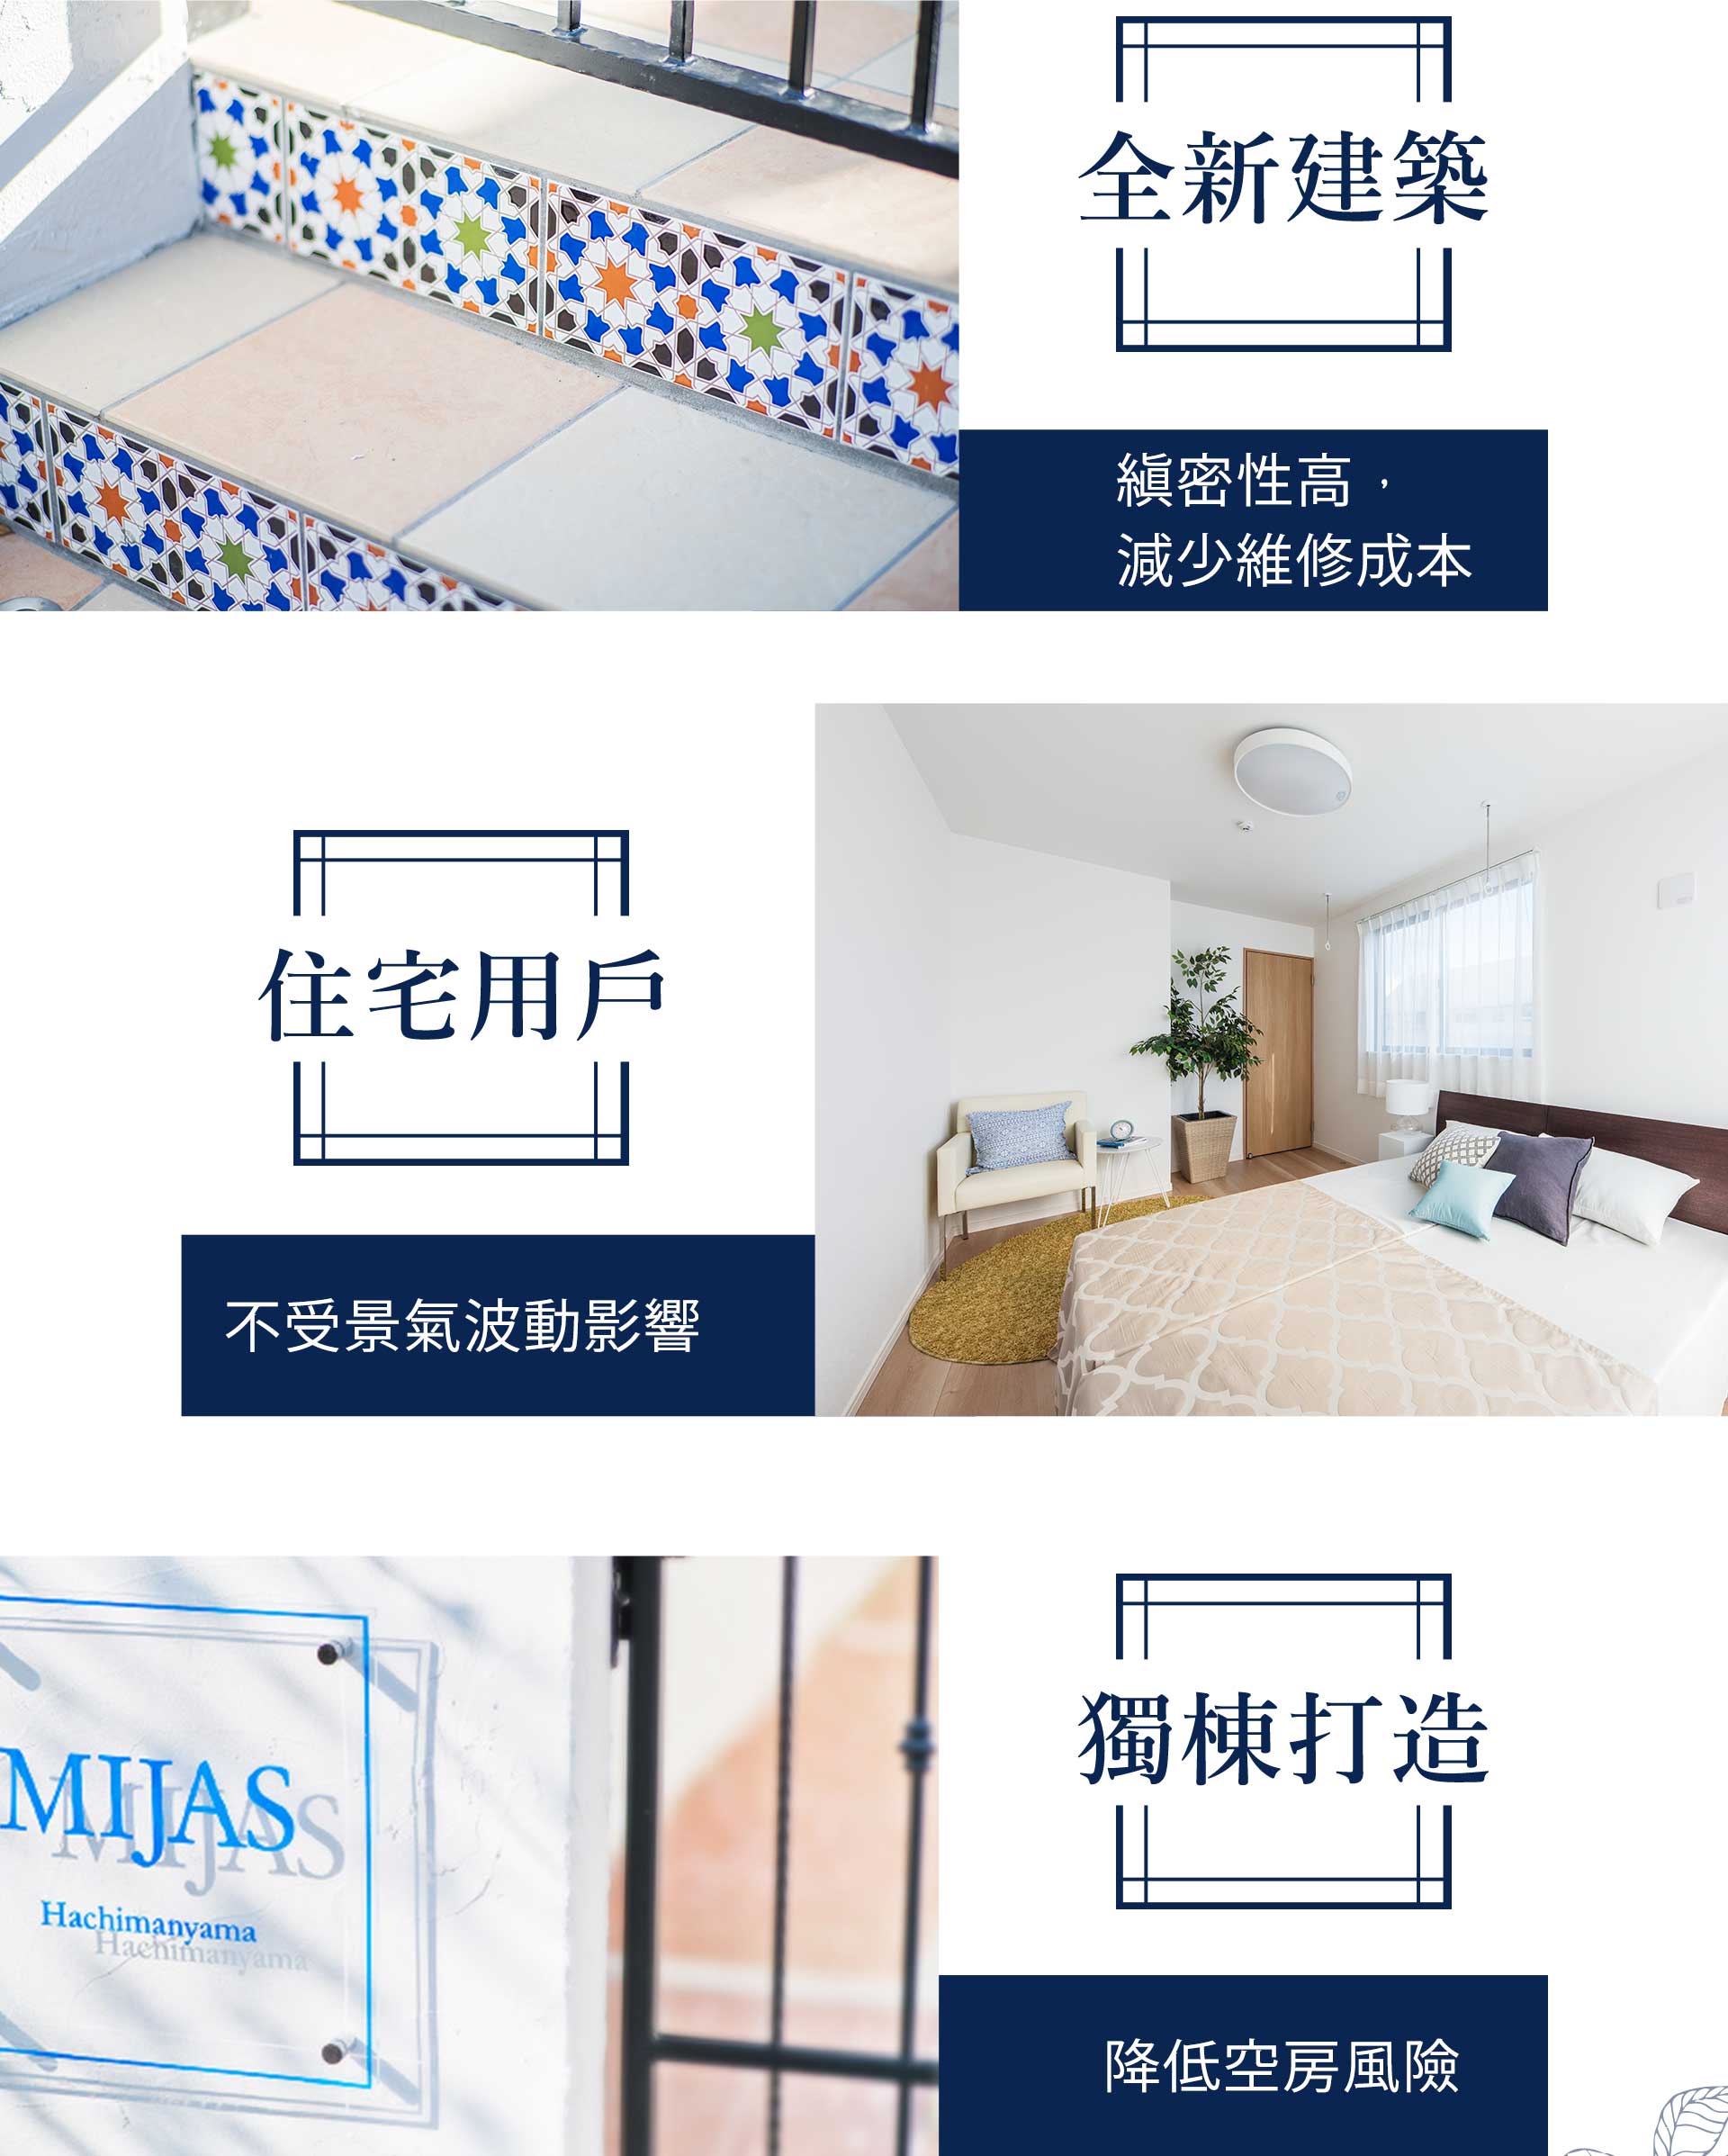 全新建築
縝密性高，
減少維修成本
住宅用戶
不受景氣波動影響
MIJAS
Hachimanyama
獨棟打造
降低空房風險